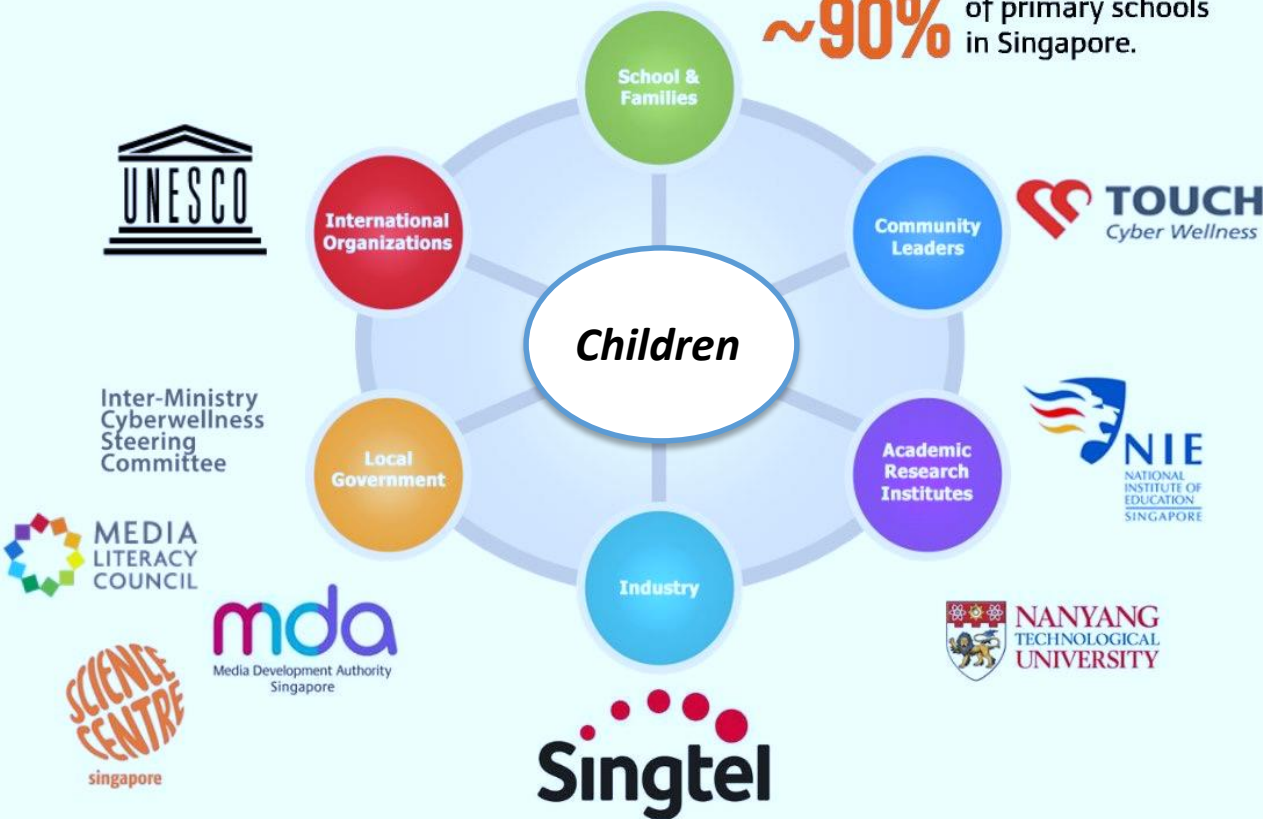 ~90% of primary schools
in Singapore.
School &
Families
UNESCO
International
Organizations
Community
Leaders
TOUCH
Cyber Wellness
Children
Inter-Ministry
Cyberwellness
Steering
Committee
Local
Government
Academic
Research
Institutes
NIE
NATIONAL
INSTITUTE OF
EDUCATION
SINGAPORE
MEDIA
LITERACY
COUNCIL
mda
Media Development Authority
Singapore
Industry
NANYANG
TECHNOLOGICAL
UNIVERSITY
SCIENCE
CENTRE
singapore
Singtel